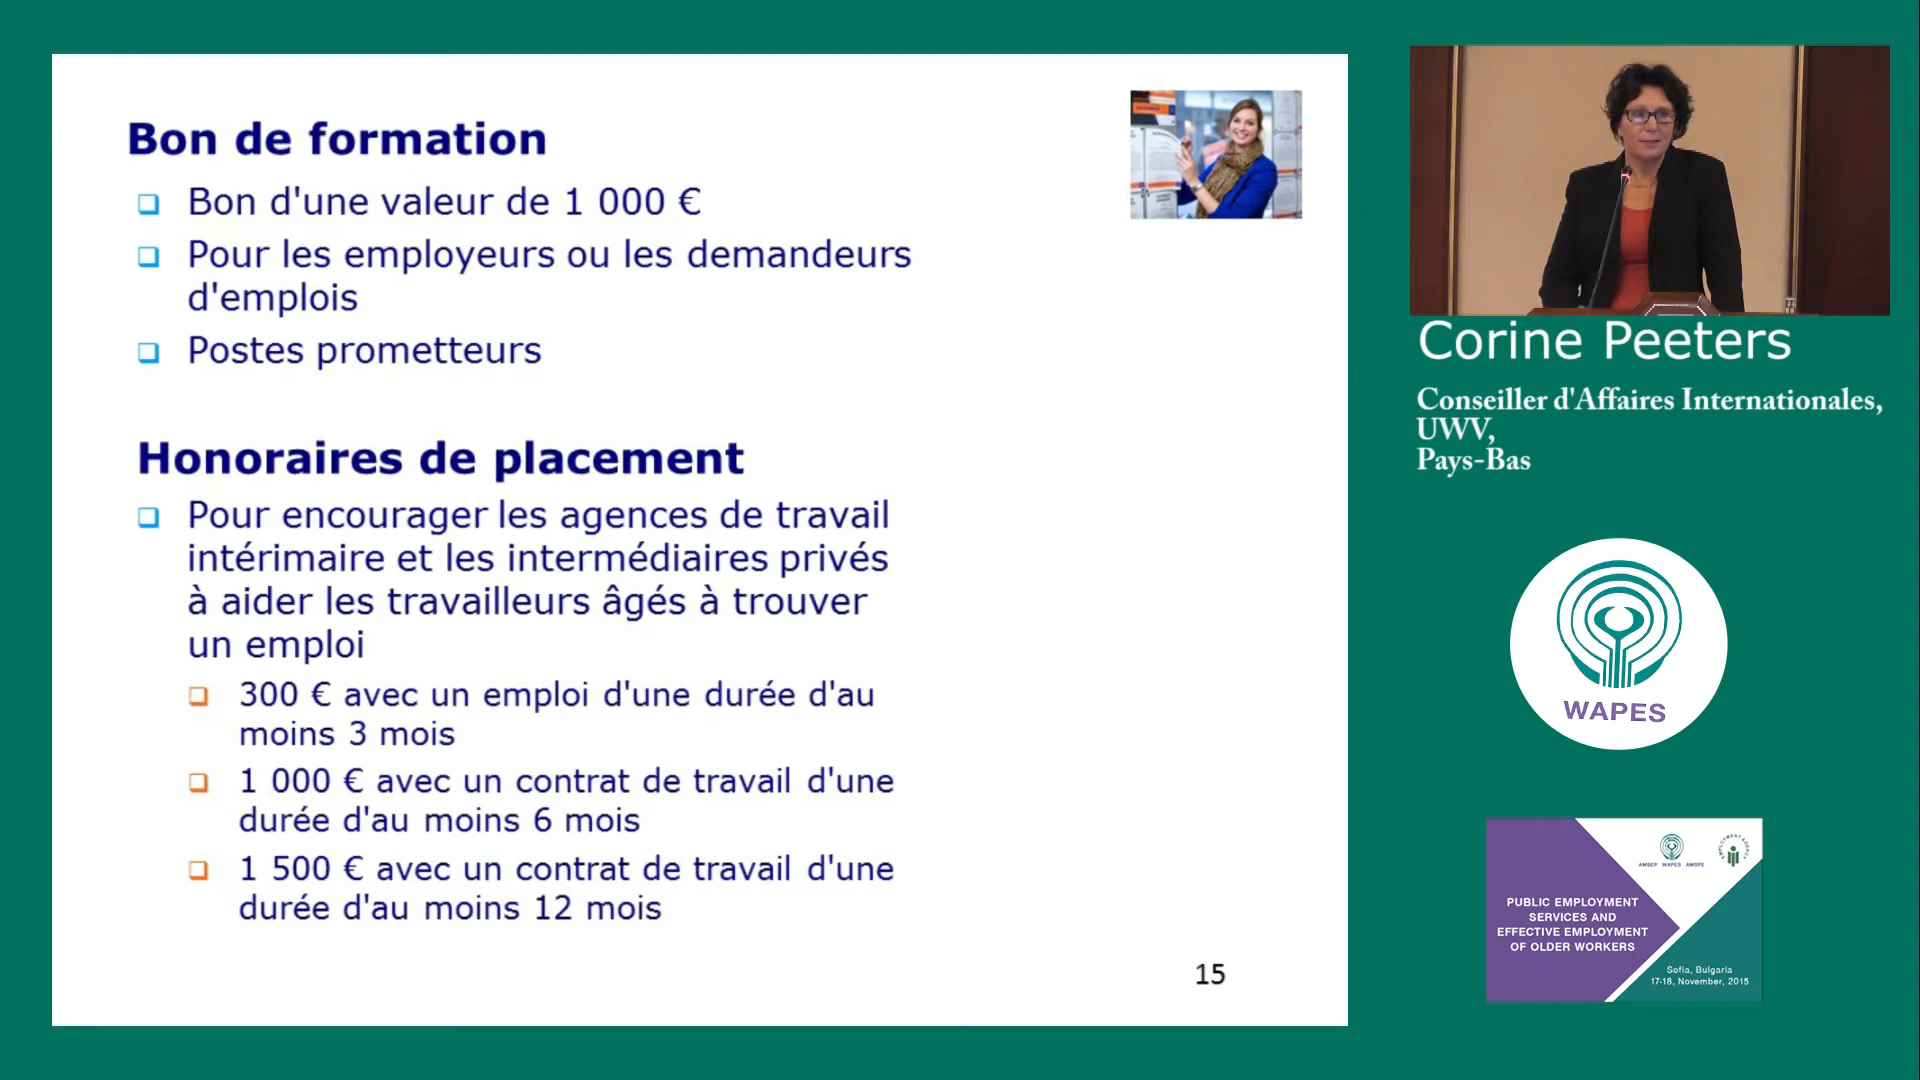 Bon de formation
Bon d'une valeur de 1 000 €
Pour les employeurs ou les demandeurs
d'emplois
Postes prometteurs
Honoraires de placement
Pour encourager les agences de travail
intérimaire et les intermédiaires privés
à aider les travailleurs âgés à trouver
un emploi
300 € avec un emploi d'une durée d'au
moins 3 mois
1 000 € avec un contrat de travail d'une
durée d'au moins 6 mois
1 500 € avec un contrat de travail d'une
durée d'au moins 12 mois
15
Corine Peeters
Conseiller d'Affaires Internationales,
UWV,
Pays-Bas
WAPES
AMSEP WAPES AMSPE
EMPLOYMENT AGENCY
PUBLIC EMPLOYMENT
SERVICES AND
EFFECTIVE EMPLOYMENT
OF OLDER WORKERS
Sofia, Bulgaria
17-18, November, 2015